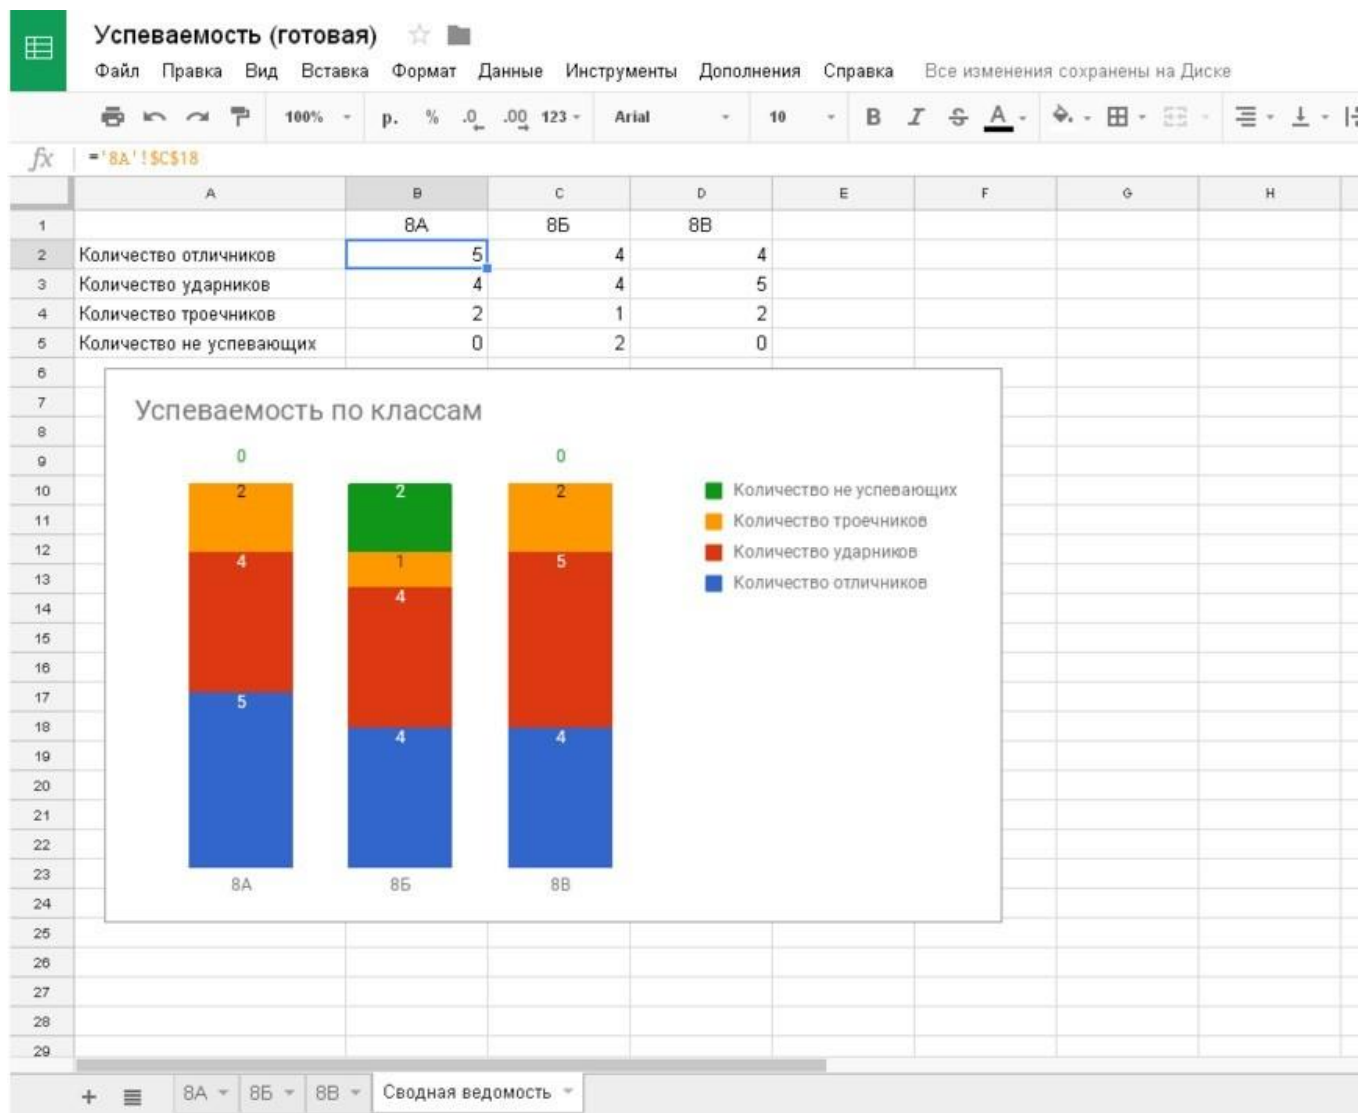 Успеваемость (готовая)
Файл Правка Вид Вставка Формат Данные Инструменты Дополнения Справка Все изменения сохранены на Диске
100% р. % .0 .00 123 Arial 10 B I S A
fx ='8А'!$C$18
A B C D E F G H
1 8А 8Б 8В
2 Количество отличников 5 4 4
3 Количество ударников 4 4 5
4 Количество троечников 2 1 2
5 Количество не успевающих 0 2 0
6
7
8
9
10
11
12
13
14
15
16
17
18
19
20
21
22
23
24
25
26
27
28
29
Успеваемость по классам
0 0
2 2 2
4 1 5
4
5
4 4
8А 8Б 8В
Количество не успевающих
Количество троечников
Количество ударников
Количество отличников
+ 8А 8Б 8В Сводная ведомость